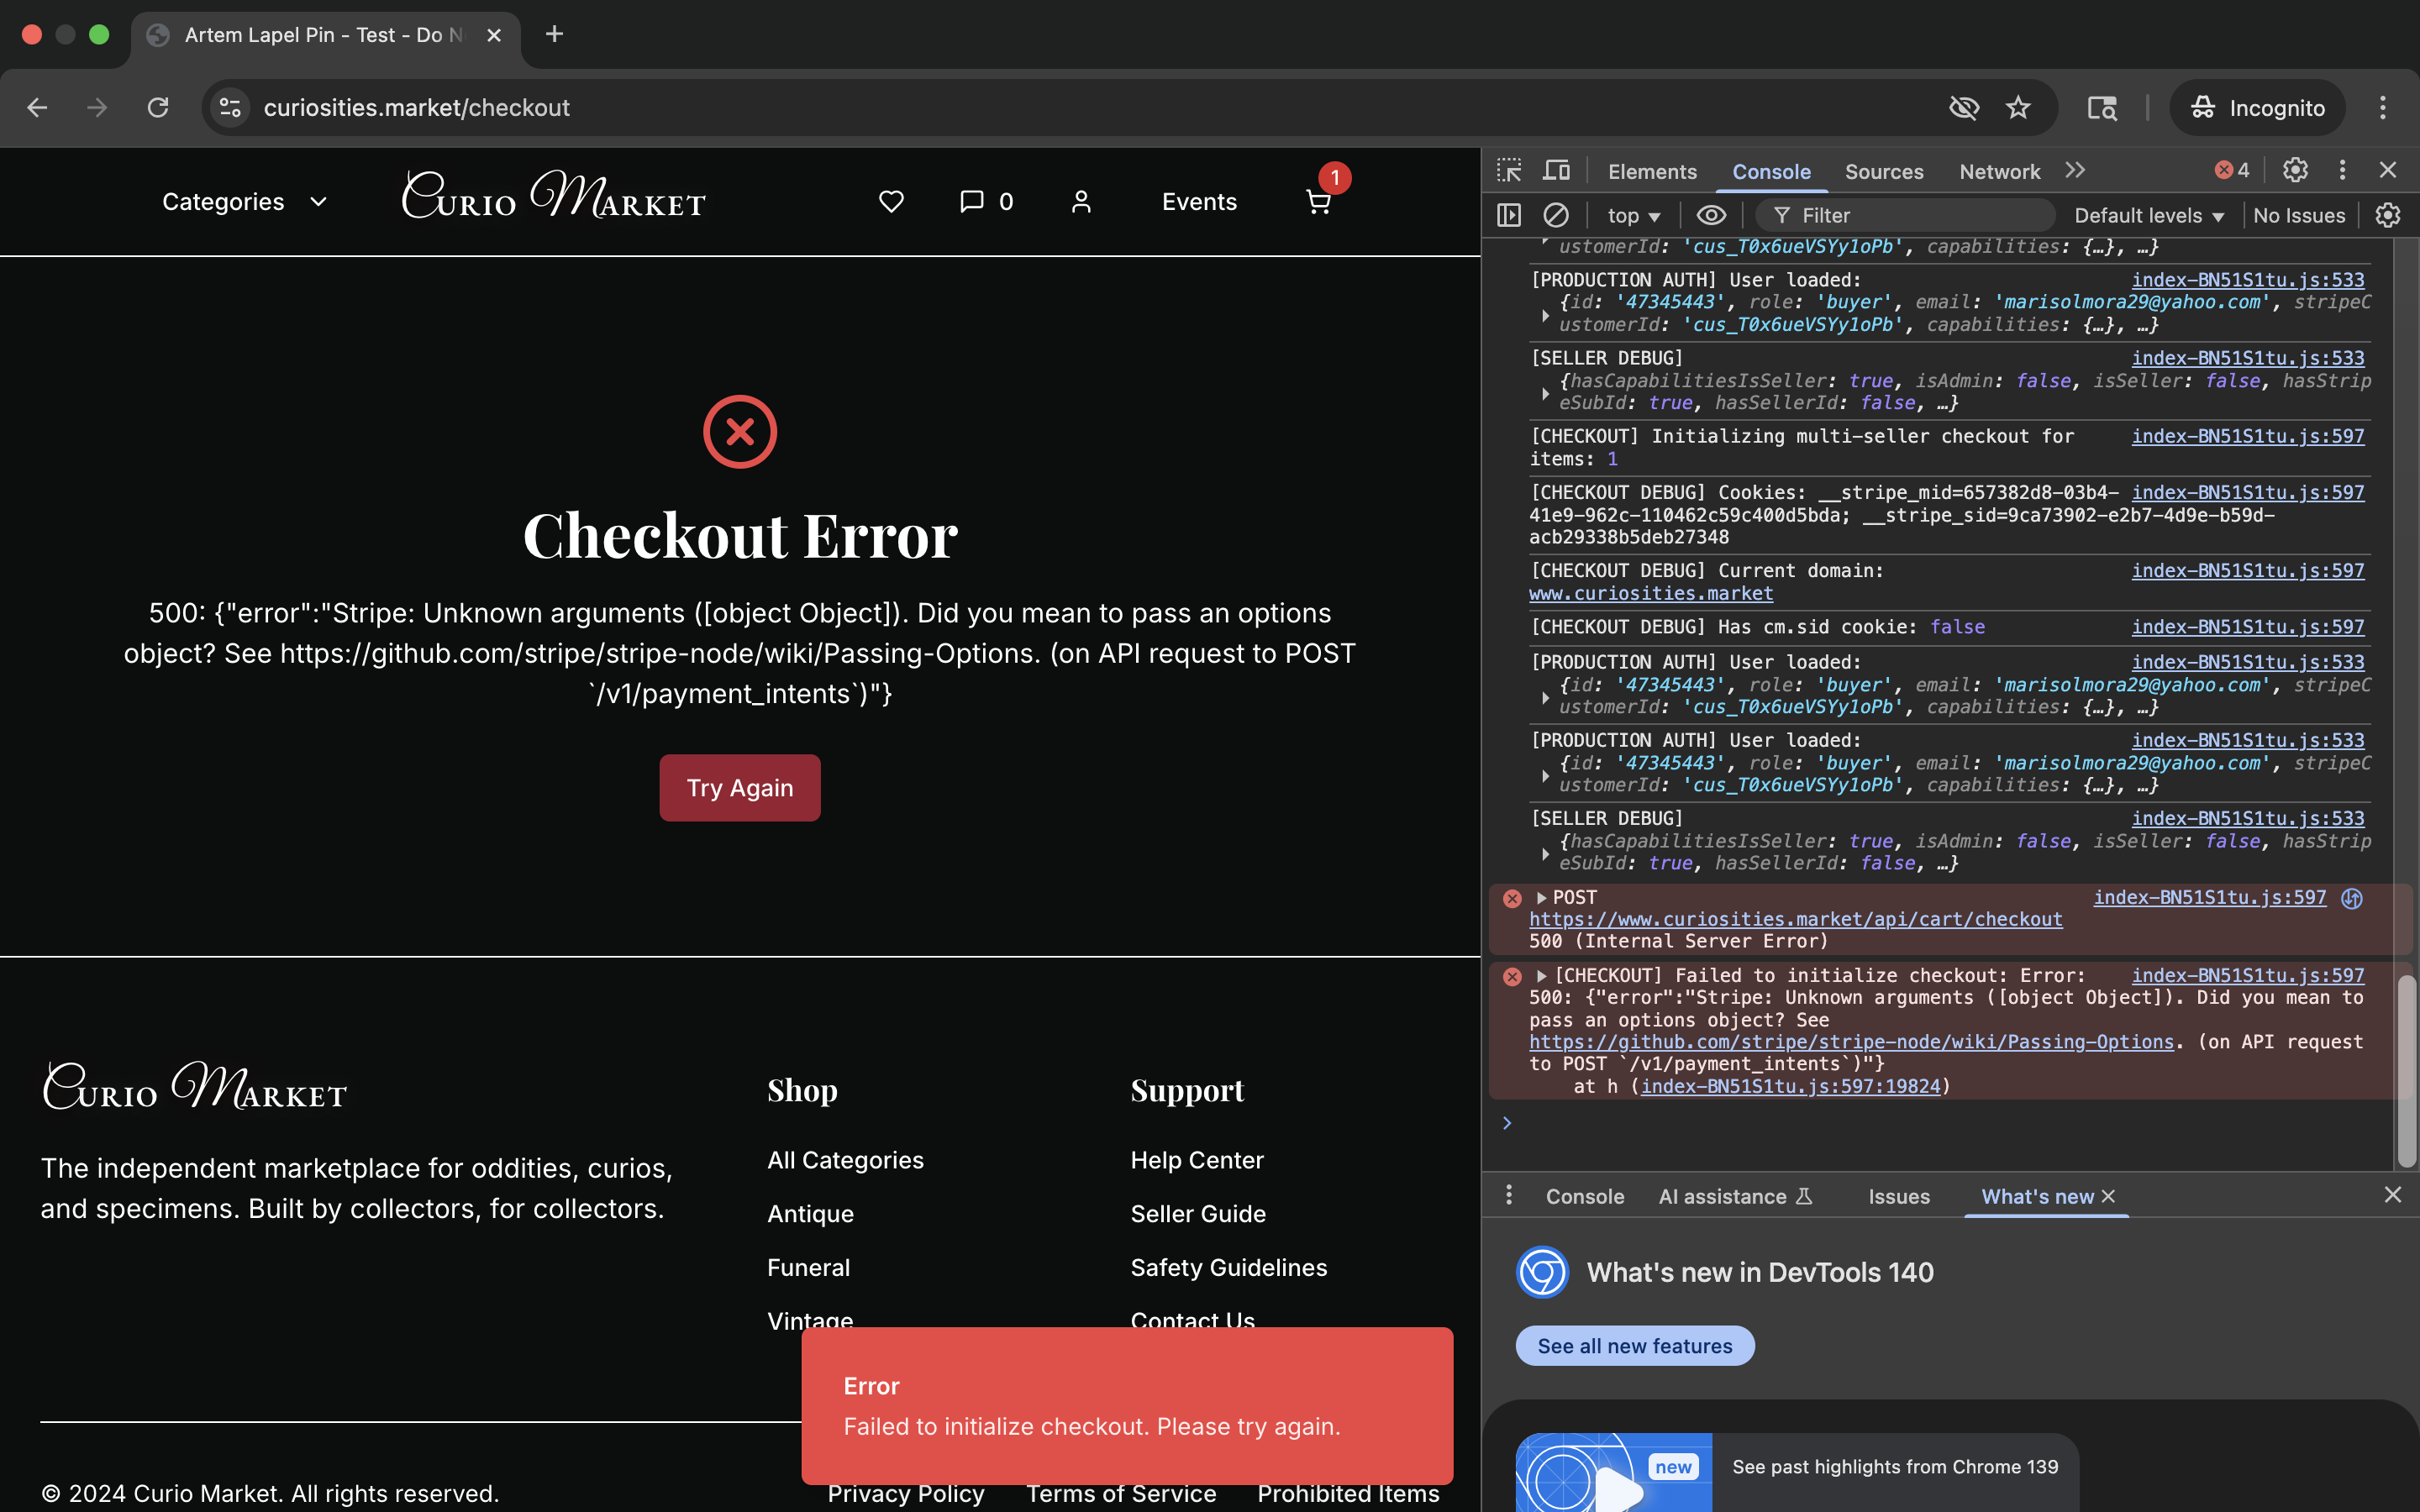 Artem Lapel Pin - Test - Do N
curiosities.market/checkout
Incognito
Categories
Curio Market
0
Events
1
Checkout Error
500: {"error":"Stripe: Unknown arguments ([object Object]). Did you mean to pass an options
object? See https://github.com/stripe/stripe-node/wiki/Passing-Options. (on API request to POST
`/v1/payment_intents`)"}
Try Again
Curio Market
The independent marketplace for oddities, curios,
and specimens. Built by collectors, for collectors.
Shop
All Categories
Antique
Funeral
Vintage
Support
Help Center
Seller Guide
Safety Guidelines
Contact Us
Error
Failed to initialize checkout. Please try again.
© 2024 Curio Market. All rights reserved.
Privacy Policy
Terms of Service
Prohibited Items
Elements
Console
Sources
Network
4
top
Filter
Default levels
No Issues
ustomerId: 'cus_T0x6ueVSYy1oPb', capabilities: {…}, …}
[PRODUCTION AUTH] User loaded: index-BN51S1tu.js:533
{id: '47345443', role: 'buyer', email: 'marisolmora29@yahoo.com', stripeC
ustomerId: 'cus_T0x6ueVSYy1oPb', capabilities: {…}, …}
[SELLER DEBUG] index-BN51S1tu.js:533
{hasCapabilitiesIsSeller: true, isAdmin: false, isSeller: false, hasStrip
eSubId: true, hasSellerId: false, …}
[CHECKOUT] Initializing multi-seller checkout for index-BN51S1tu.js:597
items: 1
[CHECKOUT DEBUG] Cookies: __stripe_mid=657382d8-03b4- index-BN51S1tu.js:597
41e9-962c-110462c59c400d5bda; __stripe_sid=9ca73902-e2b7-4d9e-b59d-
acb29338b5deb27348
[CHECKOUT DEBUG] Current domain: index-BN51S1tu.js:597
www.curiosities.market
[CHECKOUT DEBUG] Has cm.sid cookie: false index-BN51S1tu.js:597
[PRODUCTION AUTH] User loaded: index-BN51S1tu.js:533
{id: '47345443', role: 'buyer', email: 'marisolmora29@yahoo.com', stripeC
ustomerId: 'cus_T0x6ueVSYy1oPb', capabilities: {…}, …}
[PRODUCTION AUTH] User loaded: index-BN51S1tu.js:533
{id: '47345443', role: 'buyer', email: 'marisolmora29@yahoo.com', stripeC
ustomerId: 'cus_T0x6ueVSYy1oPb', capabilities: {…}, …}
[SELLER DEBUG] index-BN51S1tu.js:533
{hasCapabilitiesIsSeller: true, isAdmin: false, isSeller: false, hasStrip
eSubId: true, hasSellerId: false, …}
POST index-BN51S1tu.js:597
https://www.curiosities.market/api/cart/checkout
500 (Internal Server Error)
[CHECKOUT] Failed to initialize checkout: Error: index-BN51S1tu.js:597
500: {"error":"Stripe: Unknown arguments ([object Object]). Did you mean to
pass an options object? See
https://github.com/stripe/stripe-node/wiki/Passing-Options. (on API request
to POST `/v1/payment_intents`)"}
at h (index-BN51S1tu.js:597:19824)
Console
AI assistance
Issues
What's new
What's new in DevTools 140
See all new features
new
See past highlights from Chrome 139